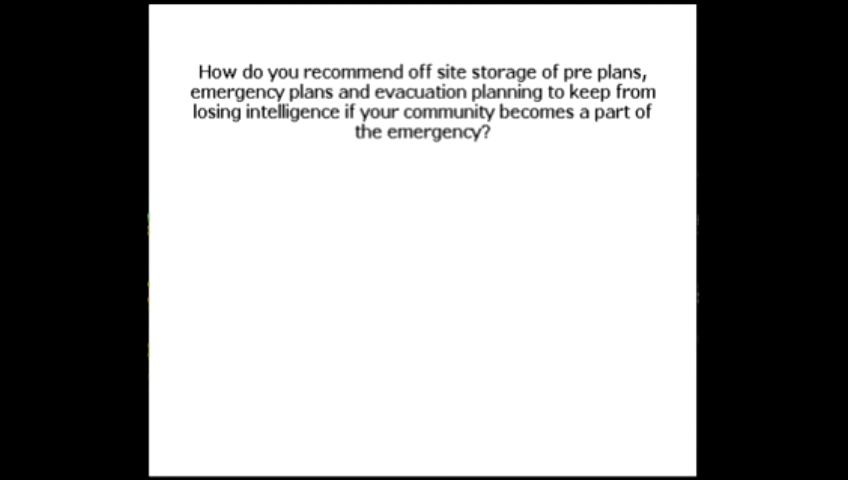 How do you recommend off site storage of pre plans,
emergency plans and evacuation planning to keep from
losing intelligence if your community becomes a part of
the emergency?